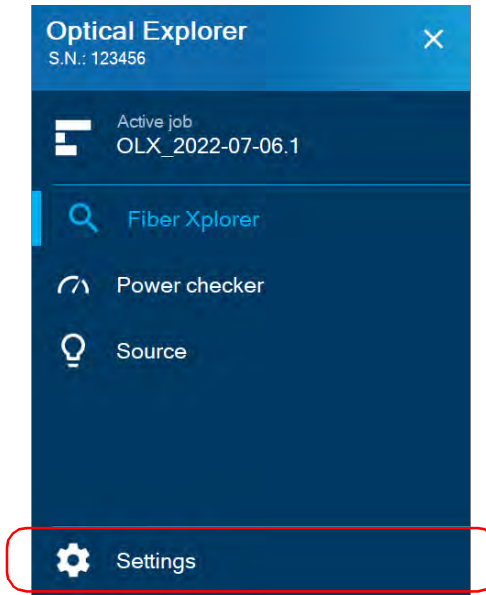 Optical Explorer
S.N.: 123456
Active job
OLX_2022-07-06.1
Fiber Xplorer
Power checker
Source
Settings